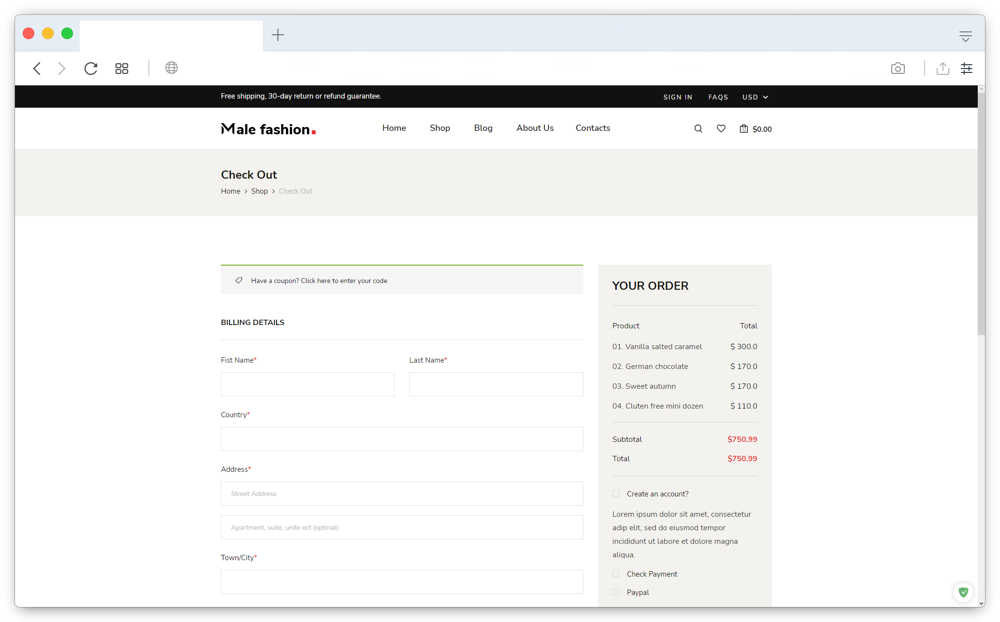 Free shipping, 30-day return or refund guarantee.
SIGN IN FAQS USD
Male fashion.
Home Shop Blog About Us Contacts
0 $0.00
Check Out
Home > Shop > Check Out
Have a coupon? Click here to enter your code
BILLING DETAILS
Fist Name*
Last Name*
Country*
Address*
Street Address
Apartment, suite, unite ect (optinal)
Town/City*
YOUR ORDER
Product Total
01. Vanilla salted caramel $ 300.0
02. German chocolate $ 170.0
03. Sweet autumn $ 170.0
04. Cluten free mini dozen $ 110.0
Subtotal $750.99
Total $750.99
Create an account?
Lorem ipsum dolor sit amet, consectetur
adip elit, sed do eiusmod tempor
incididunt ut labore et dolore magna
aliqua.
Check Payment
Paypal